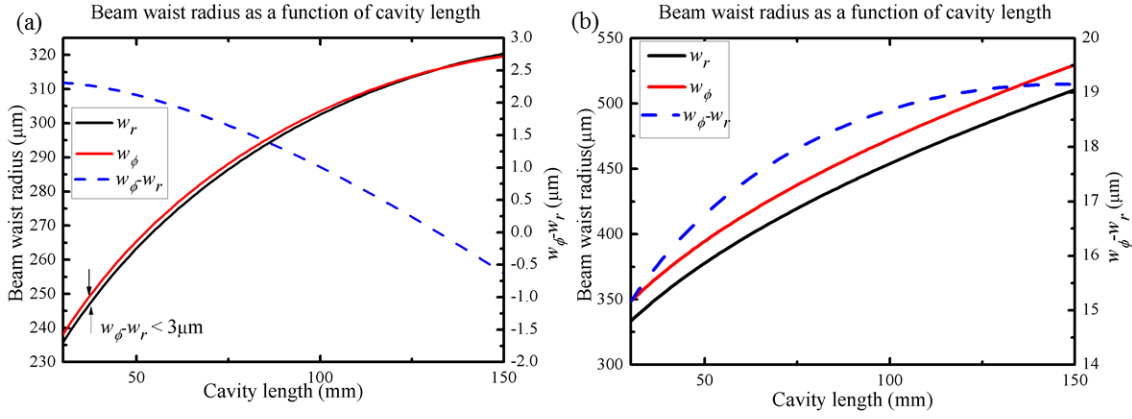 (a)
Beam waist radius as a function of cavity length
Beam waist radius (μm)
320
310
300
290
280
270
260
250
240
230
w_r
w_ϕ
w_ϕ-w_r
w_ϕ-w_r < 3μm
3.0
2.5
2.0
1.5
1.0
0.5
0.0
-0.5
-1.0
-1.5
-2.0
w_ϕ-w_r (μm)
50
100
150
Cavity length (mm)
(b)
Beam waist radius as a function of cavity length
Beam waist radius(μm)
550
500
450
400
350
300
w_r
w_ϕ
w_ϕ-w_r
20
19
18
17
16
15
14
w_ϕ-w_r (μm)
50
100
150
Cavity length (mm)